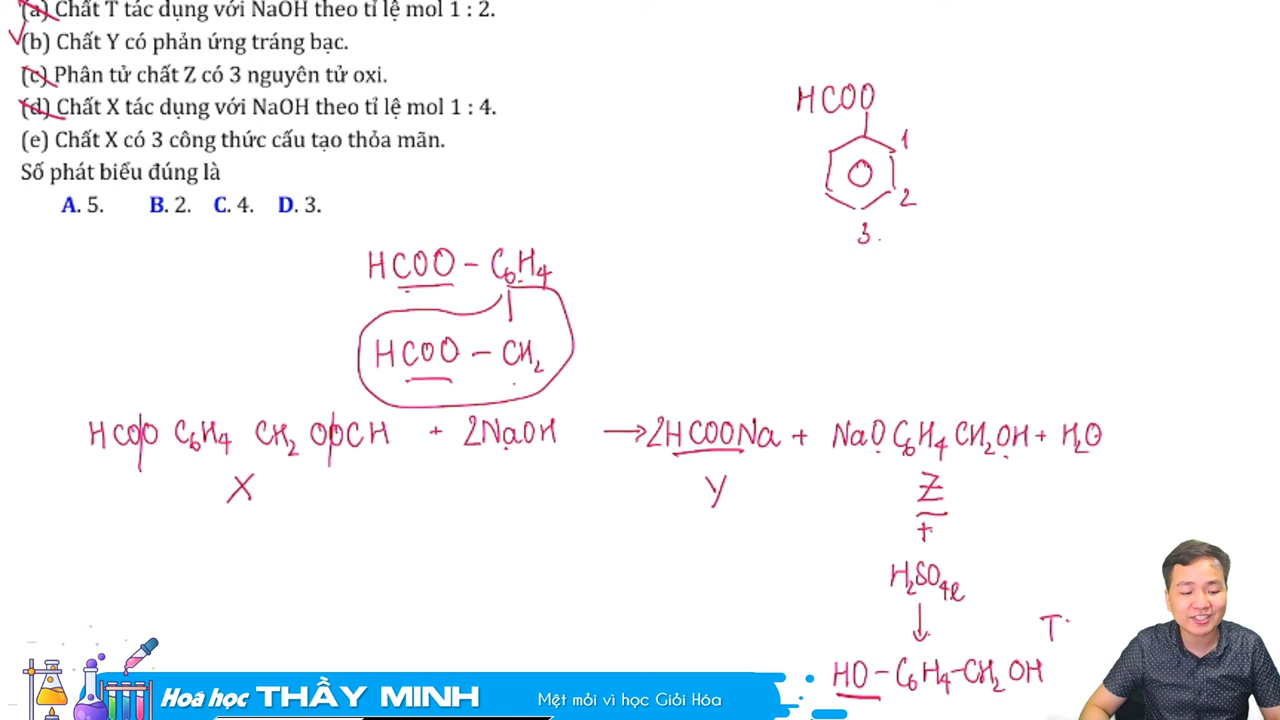 (a) Chất T tác dụng với NaOH theo tỉ lệ mol 1 : 2.
(b) Chất Y có phản ứng tráng bạc.
(c) Phân tử chất Z có 3 nguyên tử oxi.
(d) Chất X tác dụng với NaOH theo tỉ lệ mol 1 : 4.
(e) Chất X có 3 công thức cấu tạo thỏa mãn.
Số phát biểu đúng là
A. 5. B. 2. C. 4. D. 3.
HCOO
1
2
3.
HCOO – C6H4
HCOO – CH2
HCOO C6H4 CH2 OOCH + 2NaOH → 2HCOONa + NaO C6H4 CH2OH + H2O
X Y Z
+
H2SO4l
↓
T
HO – C6H4 – CH2 OH
Hoá học THẦY MINH Mệt mỏi vì học Giỏi Hóa